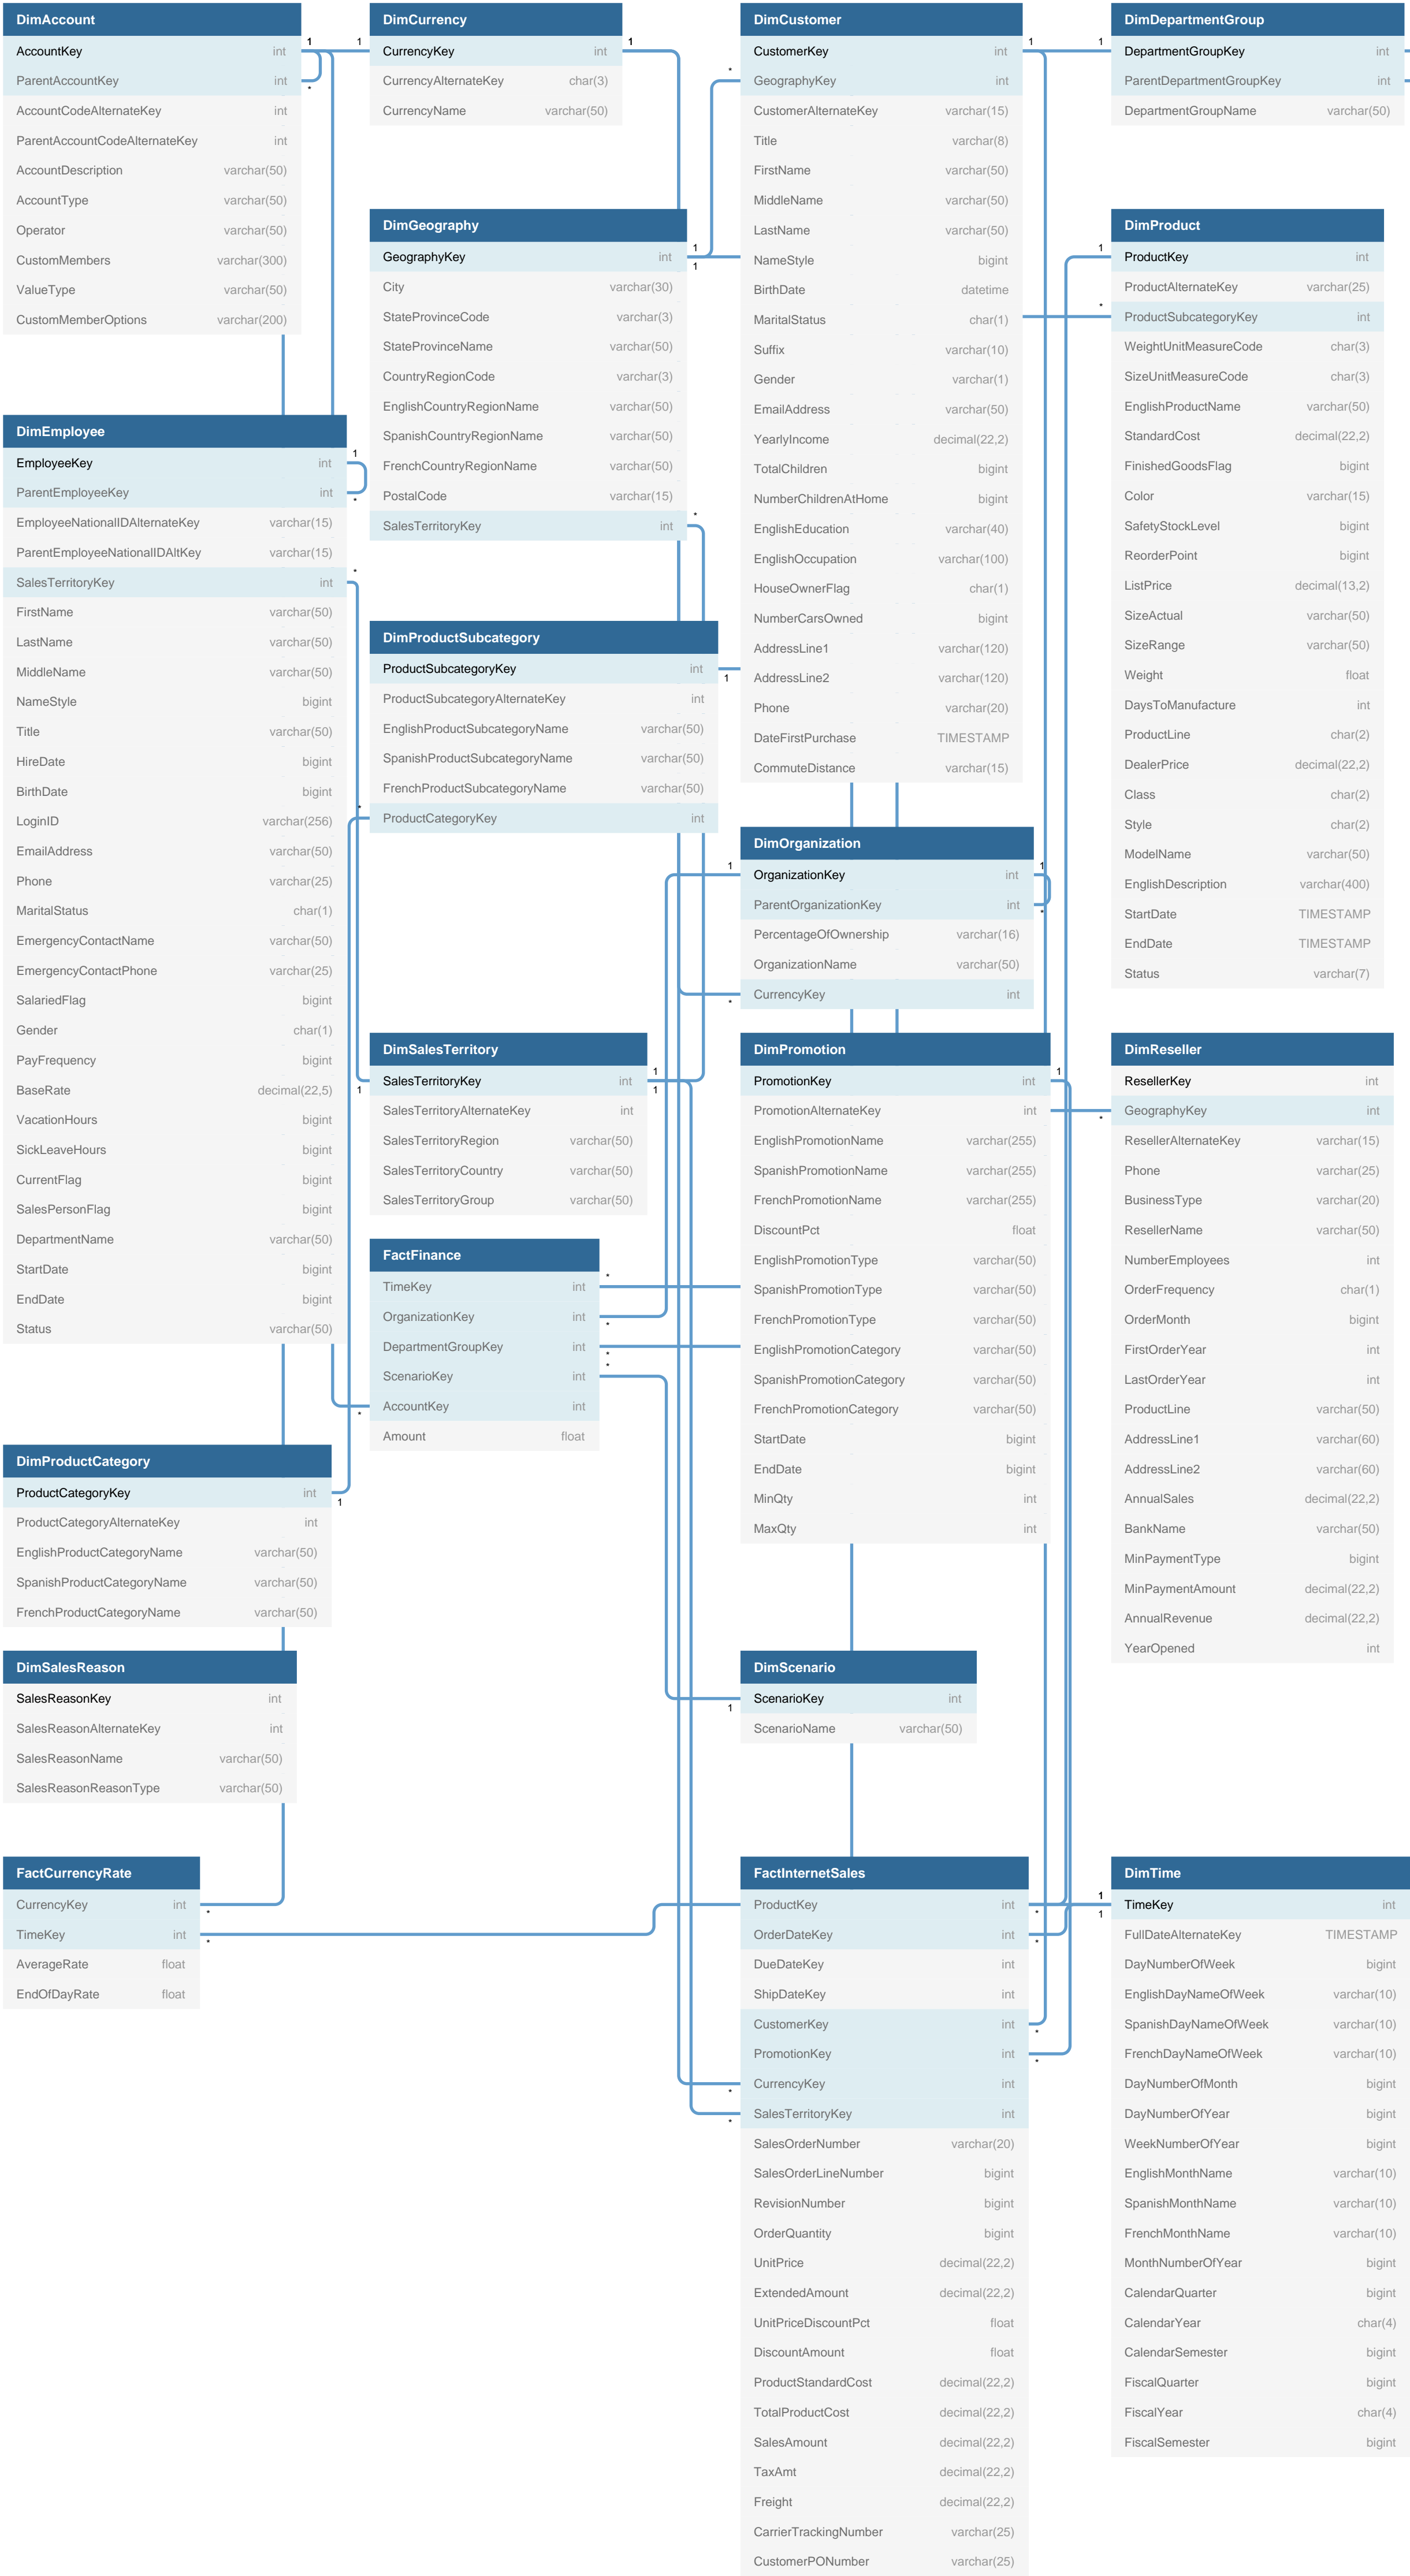 DimAccount
AccountKey int
ParentAccountKey int
AccountCodeAlternateKey int
ParentAccountCodeAlternateKey int
AccountDescription varchar(50)
AccountType varchar(50)
Operator varchar(50)
CustomMembers varchar(300)
ValueType varchar(50)
CustomMemberOptions varchar(200)
1
*
1
DimCurrency
CurrencyKey int
CurrencyAlternateKey char(3)
CurrencyName varchar(50)
1
DimCustomer
CustomerKey int
GeographyKey int
CustomerAlternateKey varchar(15)
Title varchar(8)
FirstName varchar(50)
MiddleName varchar(50)
LastName varchar(50)
NameStyle bigint
BirthDate datetime
MaritalStatus char(1)
Suffix varchar(10)
Gender varchar(1)
EmailAddress varchar(50)
YearlyIncome decimal(22,2)
TotalChildren bigint
NumberChildrenAtHome bigint
EnglishEducation varchar(40)
EnglishOccupation varchar(100)
HouseOwnerFlag char(1)
NumberCarsOwned bigint
AddressLine1 varchar(120)
AddressLine2 varchar(120)
Phone varchar(20)
DateFirstPurchase TIMESTAMP
CommuteDistance varchar(15)
*
1
1
DimDepartmentGroup
DepartmentGroupKey int
ParentDepartmentGroupKey int
DepartmentGroupName varchar(50)
DimGeography
GeographyKey int
City varchar(30)
StateProvinceCode varchar(3)
StateProvinceName varchar(50)
CountryRegionCode varchar(3)
EnglishCountryRegionName varchar(50)
SpanishCountryRegionName varchar(50)
FrenchCountryRegionName varchar(50)
PostalCode varchar(15)
SalesTerritoryKey int
1
1
*
DimProduct
ProductKey int
ProductAlternateKey varchar(25)
ProductSubcategoryKey int
WeightUnitMeasureCode char(3)
SizeUnitMeasureCode char(3)
EnglishProductName varchar(50)
StandardCost decimal(22,2)
FinishedGoodsFlag bigint
Color varchar(15)
SafetyStockLevel bigint
ReorderPoint bigint
ListPrice decimal(13,2)
SizeActual varchar(50)
SizeRange varchar(50)
Weight float
DaysToManufacture int
ProductLine char(2)
DealerPrice decimal(22,2)
Class char(2)
Style char(2)
ModelName varchar(50)
EnglishDescription varchar(400)
StartDate TIMESTAMP
EndDate TIMESTAMP
Status varchar(7)
1
*
DimEmployee
EmployeeKey int
ParentEmployeeKey int
EmployeeNationalIDAlternateKey varchar(15)
ParentEmployeeNationalIDAltKey varchar(15)
SalesTerritoryKey int
FirstName varchar(50)
LastName varchar(50)
MiddleName varchar(50)
NameStyle bigint
Title varchar(50)
HireDate bigint
BirthDate bigint
LoginID varchar(256)
EmailAddress varchar(50)
Phone varchar(25)
MaritalStatus char(1)
EmergencyContactName varchar(50)
EmergencyContactPhone varchar(25)
SalariedFlag bigint
Gender char(1)
PayFrequency bigint
BaseRate decimal(22,5)
VacationHours bigint
SickLeaveHours bigint
CurrentFlag bigint
SalesPersonFlag bigint
DepartmentName varchar(50)
StartDate bigint
EndDate bigint
Status varchar(50)
1
*
*
DimProductSubcategory
ProductSubcategoryKey int
ProductSubcategoryAlternateKey int
EnglishProductSubcategoryName varchar(50)
SpanishProductSubcategoryName varchar(50)
FrenchProductSubcategoryName varchar(50)
ProductCategoryKey int
1
*
DimOrganization
OrganizationKey int
ParentOrganizationKey int
PercentageOfOwnership varchar(16)
OrganizationName varchar(50)
CurrencyKey int
1
1
*
*
DimSalesTerritory
SalesTerritoryKey int
SalesTerritoryAlternateKey int
SalesTerritoryRegion varchar(50)
SalesTerritoryCountry varchar(50)
SalesTerritoryGroup varchar(50)
1
1
1
DimPromotion
PromotionKey int
PromotionAlternateKey int
EnglishPromotionName varchar(255)
SpanishPromotionName varchar(255)
FrenchPromotionName varchar(255)
DiscountPct float
EnglishPromotionType varchar(50)
SpanishPromotionType varchar(50)
FrenchPromotionType varchar(50)
EnglishPromotionCategory varchar(50)
SpanishPromotionCategory varchar(50)
FrenchPromotionCategory varchar(50)
StartDate bigint
EndDate bigint
MinQty int
MaxQty int
1
DimReseller
ResellerKey int
GeographyKey int
ResellerAlternateKey varchar(15)
Phone varchar(25)
BusinessType varchar(20)
ResellerName varchar(50)
NumberEmployees int
OrderFrequency char(1)
OrderMonth bigint
FirstOrderYear int
LastOrderYear int
ProductLine varchar(50)
AddressLine1 varchar(60)
AddressLine2 varchar(60)
AnnualSales decimal(22,2)
BankName varchar(50)
MinPaymentType bigint
MinPaymentAmount decimal(22,2)
AnnualRevenue decimal(22,2)
YearOpened int
*
FactFinance
TimeKey int
OrganizationKey int
DepartmentGroupKey int
ScenarioKey int
AccountKey int
Amount float
*
*
*
*
*
DimProductCategory
ProductCategoryKey int
ProductCategoryAlternateKey int
EnglishProductCategoryName varchar(50)
SpanishProductCategoryName varchar(50)
FrenchProductCategoryName varchar(50)
1
DimSalesReason
SalesReasonKey int
SalesReasonAlternateKey int
SalesReasonName varchar(50)
SalesReasonReasonType varchar(50)
DimScenario
ScenarioKey int
ScenarioName varchar(50)
1
FactCurrencyRate
CurrencyKey int
TimeKey int
AverageRate float
EndOfDayRate float
*
*
FactInternetSales
ProductKey int
OrderDateKey int
DueDateKey int
ShipDateKey int
CustomerKey int
PromotionKey int
CurrencyKey int
SalesTerritoryKey int
SalesOrderNumber varchar(20)
SalesOrderLineNumber bigint
RevisionNumber bigint
OrderQuantity bigint
UnitPrice decimal(22,2)
ExtendedAmount decimal(22,2)
UnitPriceDiscountPct float
DiscountAmount float
ProductStandardCost decimal(22,2)
TotalProductCost decimal(22,2)
SalesAmount decimal(22,2)
TaxAmt decimal(22,2)
Freight decimal(22,2)
CarrierTrackingNumber varchar(25)
CustomerPONumber varchar(25)
*
*
*
*
*
*
DimTime
TimeKey int
FullDateAlternateKey TIMESTAMP
DayNumberOfWeek bigint
EnglishDayNameOfWeek varchar(10)
SpanishDayNameOfWeek varchar(10)
FrenchDayNameOfWeek varchar(10)
DayNumberOfMonth bigint
DayNumberOfYear bigint
WeekNumberOfYear bigint
EnglishMonthName varchar(10)
SpanishMonthName varchar(10)
FrenchMonthName varchar(10)
MonthNumberOfYear bigint
CalendarQuarter bigint
CalendarYear char(4)
CalendarSemester bigint
FiscalQuarter bigint
FiscalYear char(4)
FiscalSemester bigint
1
1